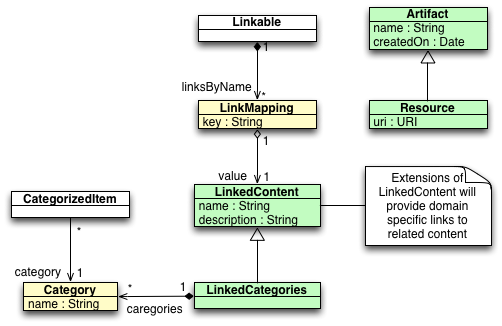 Linkable
1
linksByName
*
LinkMapping
key : String
1
value
1
Artifact
name : String
createdOn : Date
Resource
uri : URI
LinkedContent
name : String
description : String
Extensions of
LinkedContent will
provide domain
specific links to
related content
CategorizedItem
*
category
1
Category
name : String
*
1
caregories
LinkedCategories